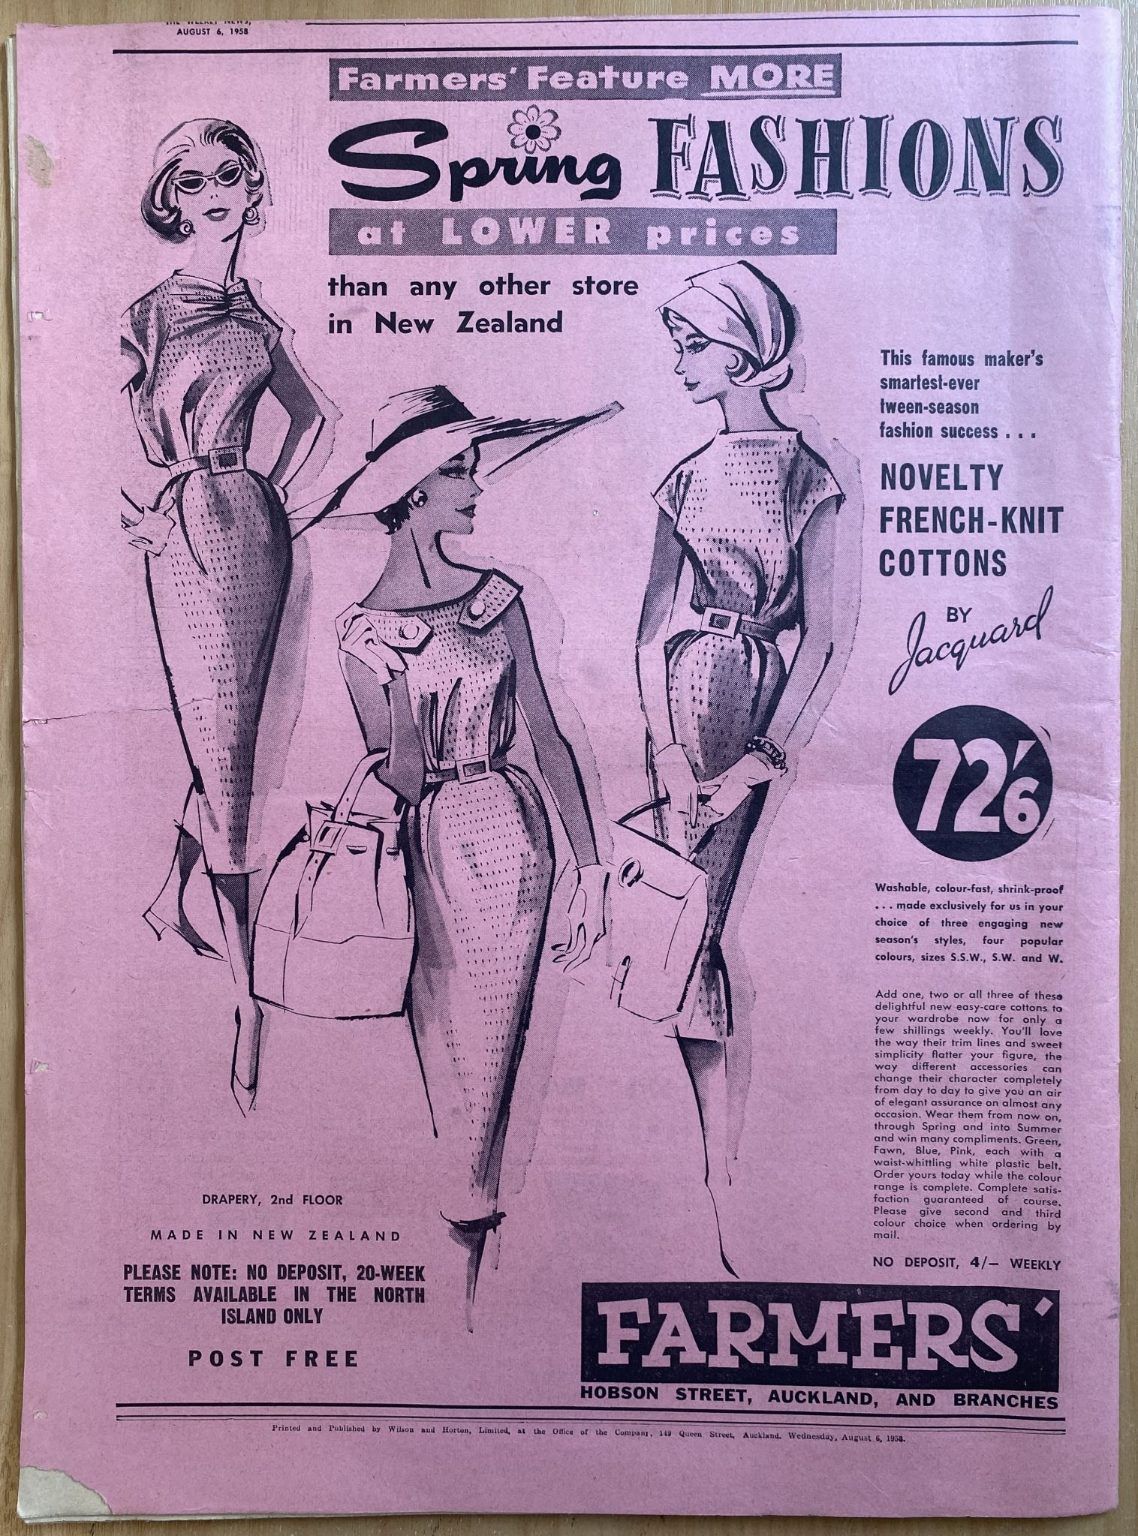 THE WEEKLY NEWS,
AUGUST 6, 1958
Farmers' Feature MORE
Spring FASHIONS
at LOWER prices
than any other store
in New Zealand
This famous maker's
smartest-ever
tween-season
fashion success . . .
NOVELTY
FRENCH-KNIT
COTTONS
BY
Jacquard
72'6
Washable, colour-fast, shrink-proof
. . . made exclusively for us in your
choice of three engaging new
season's styles, four popular
colours, sizes S.S.W., S.W. and W.
Add one, two or all three of these
delightful new easy-care cottons to
your wardrobe now for only a
few shillings weekly. You'll love
the way their trim lines and sweet
simplicity flatter your figure, the
way different accessories can
change their character completely
from day to day to give you an air
of elegant assurance on almost any
occasion. Wear them from now on,
through Spring and into Summer
and win many compliments. Green,
Fawn, Blue, Pink, each with a
waist-whittling white plastic belt.
Order yours today while the colour
range is complete. Complete satis-
faction guaranteed of course.
Please give second and third
colour choice when ordering by
mail.
NO DEPOSIT, 4/– WEEKLY
DRAPERY, 2nd FLOOR
MADE IN NEW ZEALAND
PLEASE NOTE: NO DEPOSIT, 20-WEEK
TERMS AVAILABLE IN THE NORTH
ISLAND ONLY
POST FREE
FARMERS'
HOBSON STREET, AUCKLAND, AND BRANCHES
Printed and Published by Wilson and Horton, Limited, at the Office of the Company, 149 Queen Street, Auckland. Wednesday, August 6, 1958.